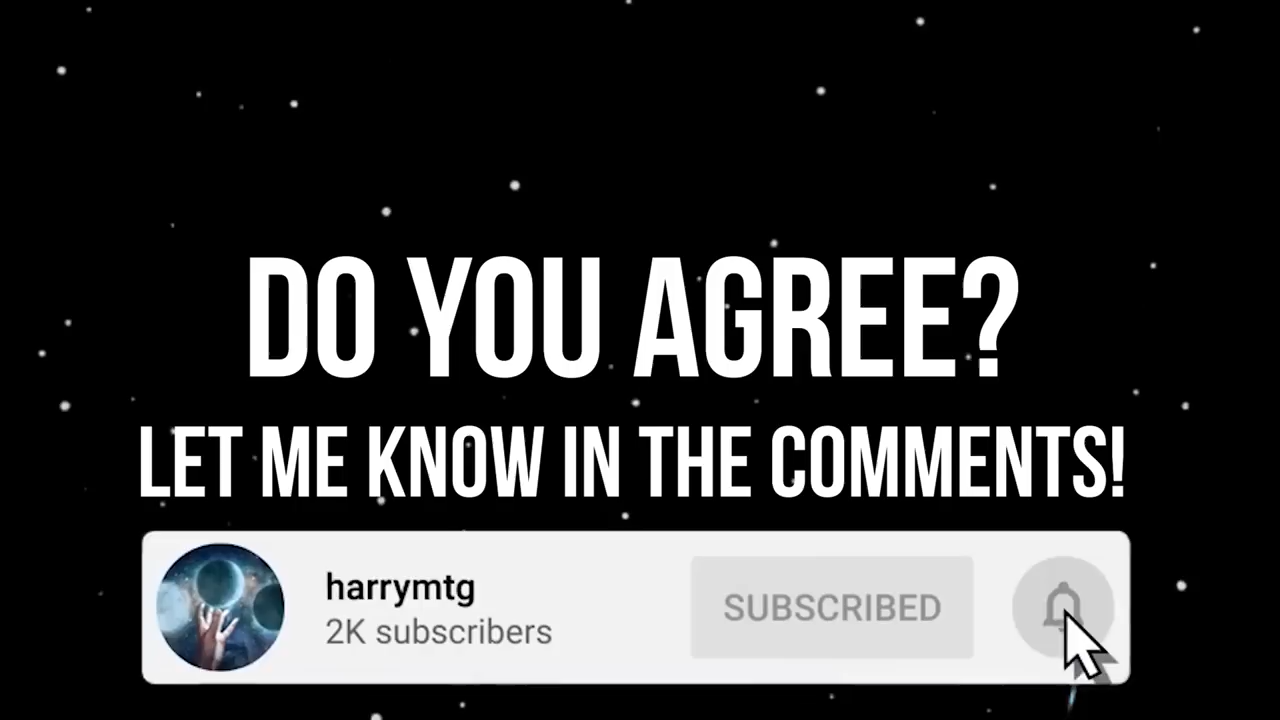 DO YOU AGREE?
LET ME KNOW IN THE COMMENTS!
harrymtg
2K subscribers
SUBSCRIBED